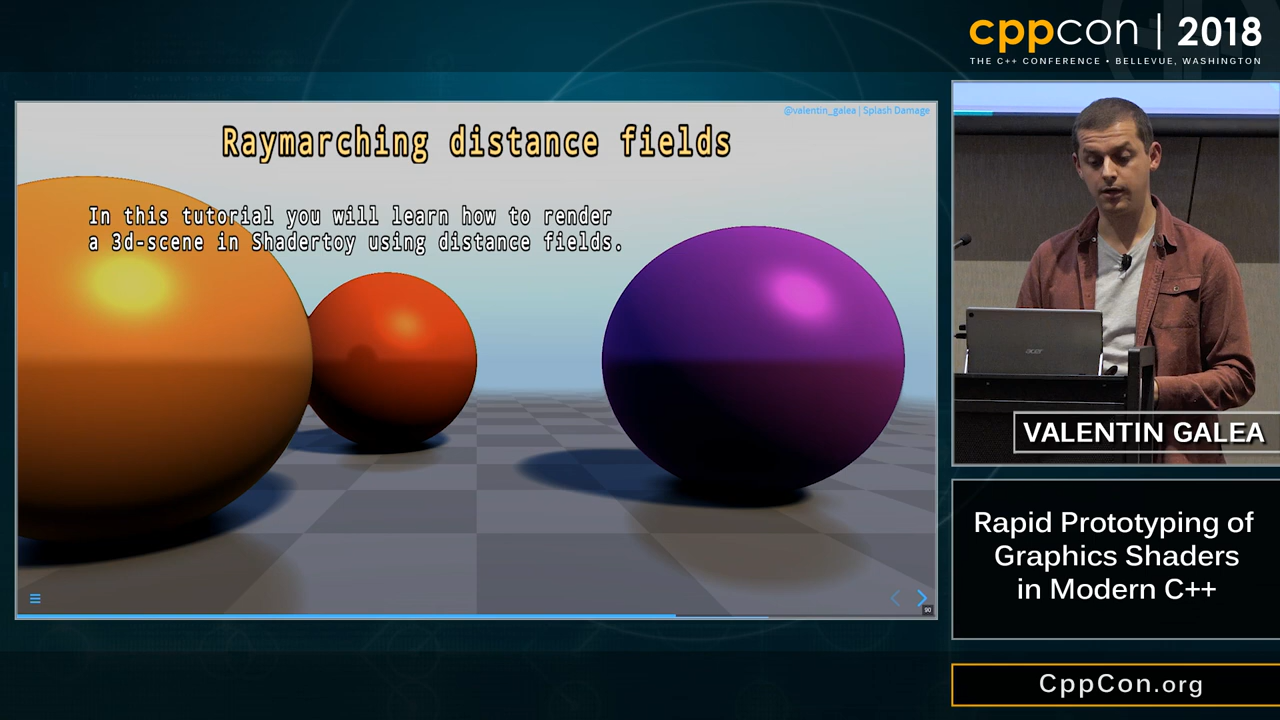 cppcon | 2018
THE C++ CONFERENCE • BELLEVUE, WASHINGTON
@valentin_galea | Splash Damage
Raymarching distance fields
In this tutorial you will learn how to render
a 3d-scene in Shadertoy using distance fields.
90
acer
VALENTIN GALEA
Rapid Prototyping of
Graphics Shaders
in Modern C++
CppCon.org